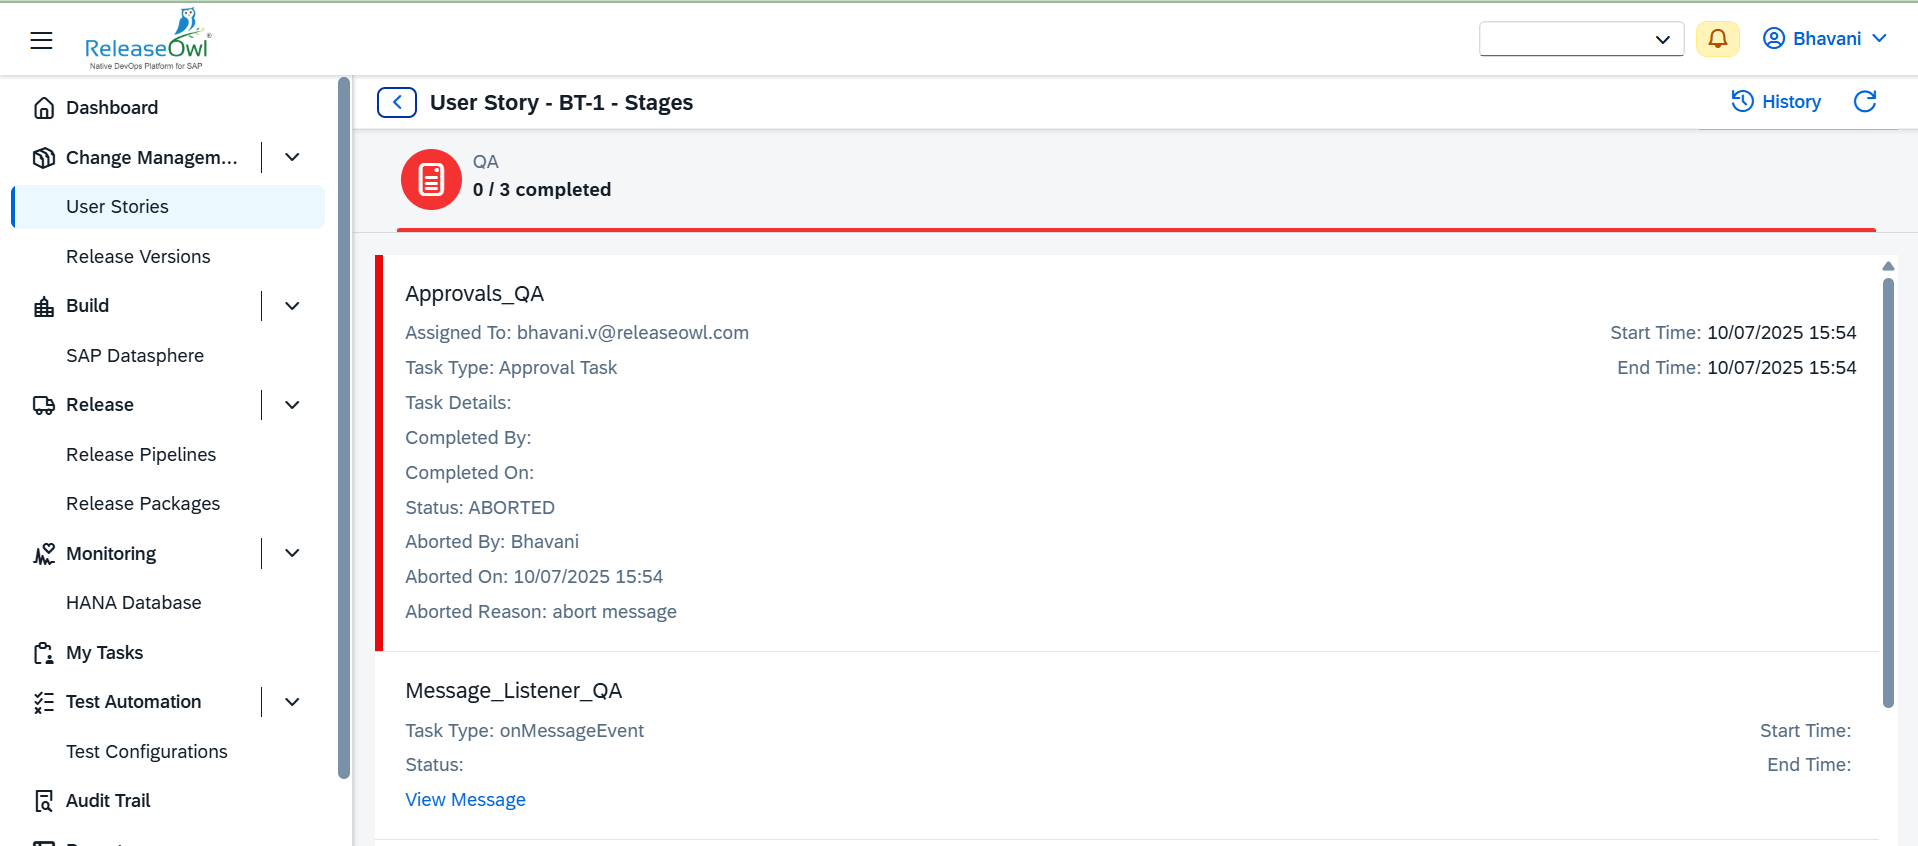 ReleaseOwl®
Native DevOps Platform for SAP
Bhavani
Dashboard
Change Managem...
User Stories
Release Versions
Build
SAP Datasphere
Release
Release Pipelines
Release Packages
Monitoring
HANA Database
My Tasks
Test Automation
Test Configurations
Audit Trail
User Story - BT-1 - Stages
History
QA
0 / 3 completed
Approvals_QA
Assigned To: bhavani.v@releaseowl.com
Start Time: 10/07/2025 15:54
Task Type: Approval Task
End Time: 10/07/2025 15:54
Task Details:
Completed By:
Completed On:
Status: ABORTED
Aborted By: Bhavani
Aborted On: 10/07/2025 15:54
Aborted Reason: abort message
Message_Listener_QA
Task Type: onMessageEvent
Start Time:
Status:
End Time:
View Message